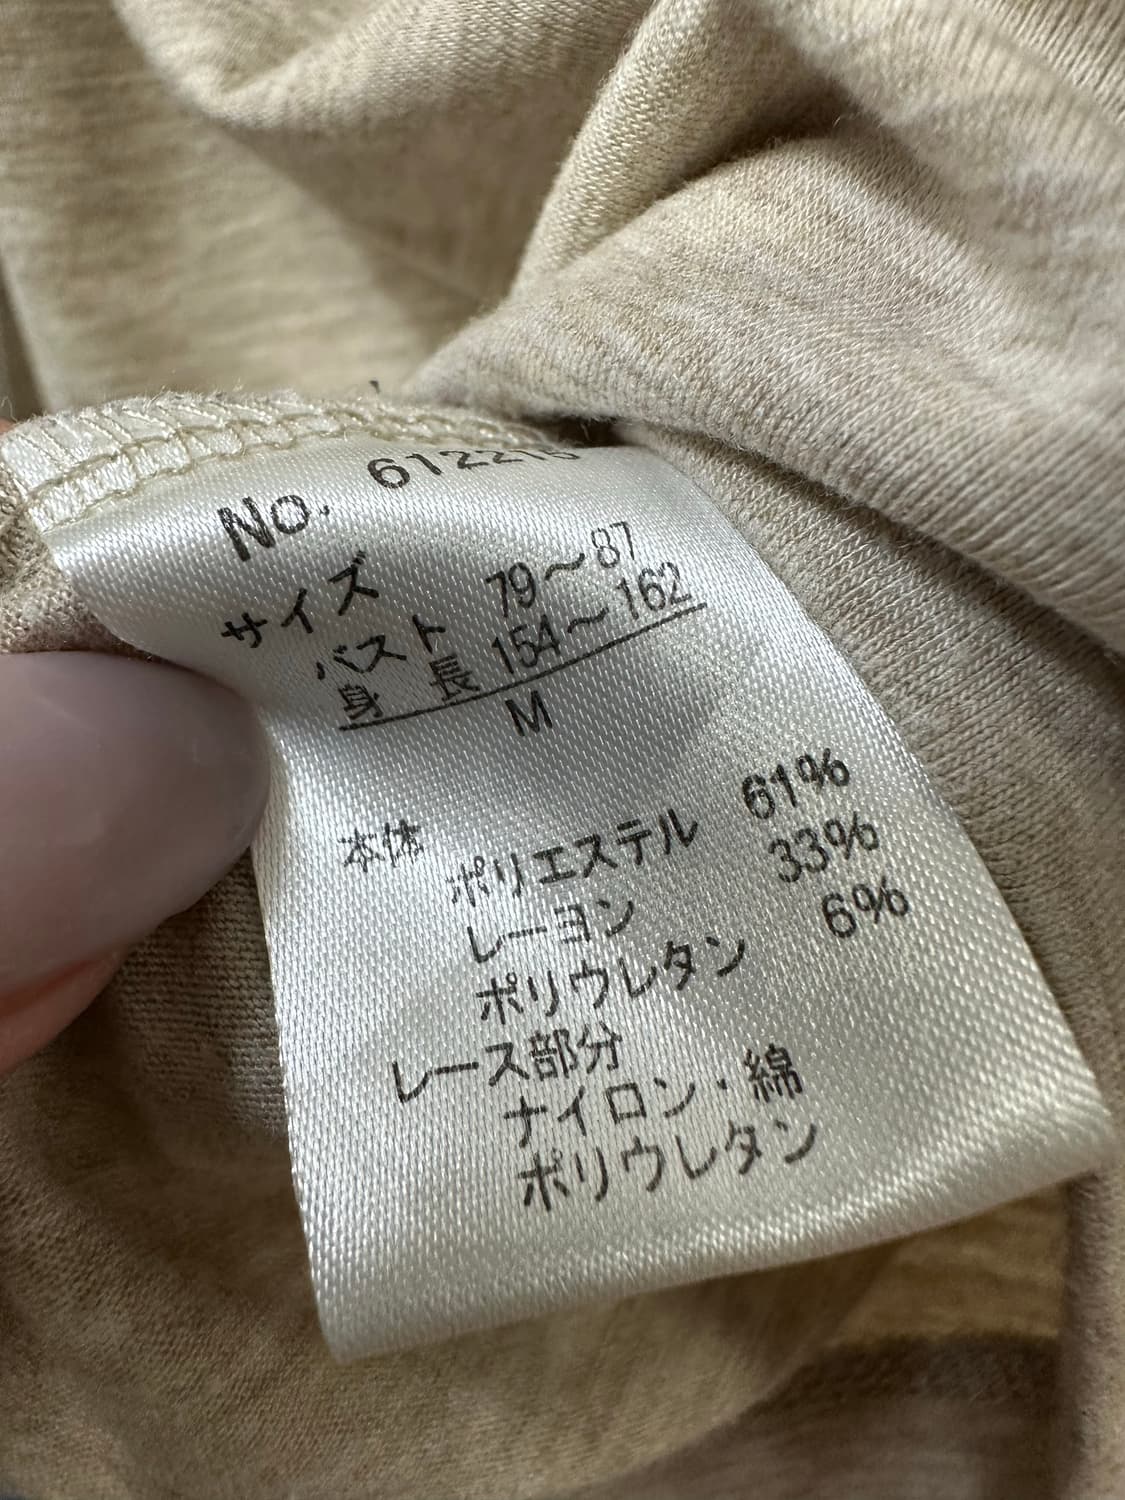 No. 612215
サイズ
バスト 79～87
身長 154～162
M
本体
ポリエステル 61%
レーヨン 33%
ポリウレタン 6%
レース部分
ナイロン・綿
ポリウレタン